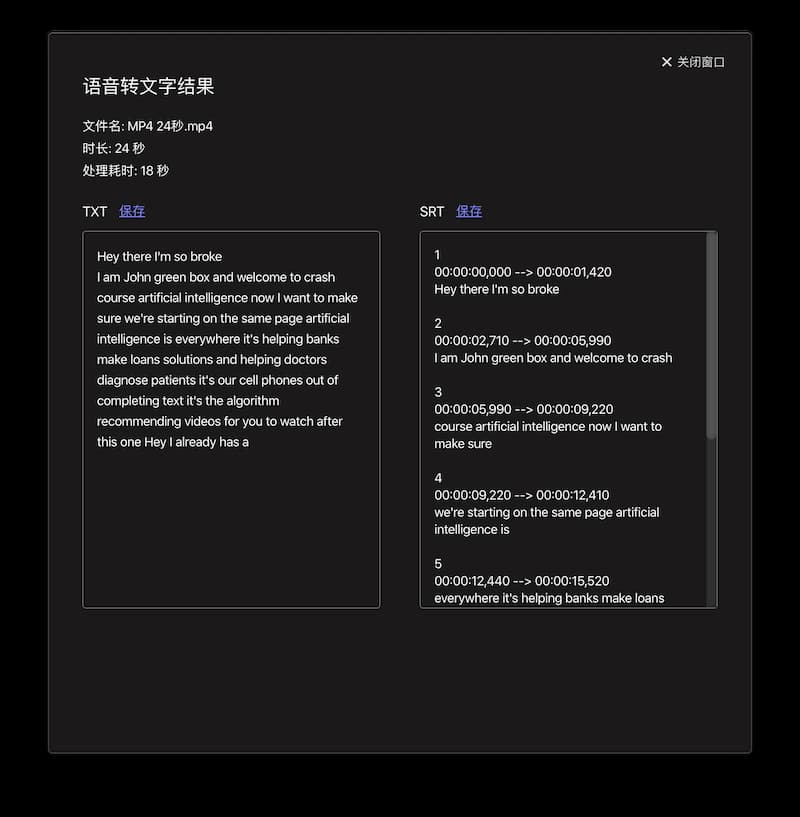 ✕ 关闭窗口
语音转文字结果
文件名: MP4 24秒.mp4
时长: 24 秒
处理耗时: 18 秒
TXT 保存
Hey there I'm so broke
I am John green box and welcome to crash
course artificial intelligence now I want to make
sure we're starting on the same page artificial
intelligence is everywhere it's helping banks
make loans solutions and helping doctors
diagnose patients it's our cell phones out of
completing text it's the algorithm
recommending videos for you to watch after
this one Hey I already has a
SRT 保存
1
00:00:00,000 --> 00:00:01,420
Hey there I'm so broke
2
00:00:02,710 --> 00:00:05,990
I am John green box and welcome to crash
3
00:00:05,990 --> 00:00:09,220
course artificial intelligence now I want to
make sure
4
00:00:09,220 --> 00:00:12,410
we're starting on the same page artificial
intelligence is
5
00:00:12,440 --> 00:00:15,520
everywhere it's helping banks make loans